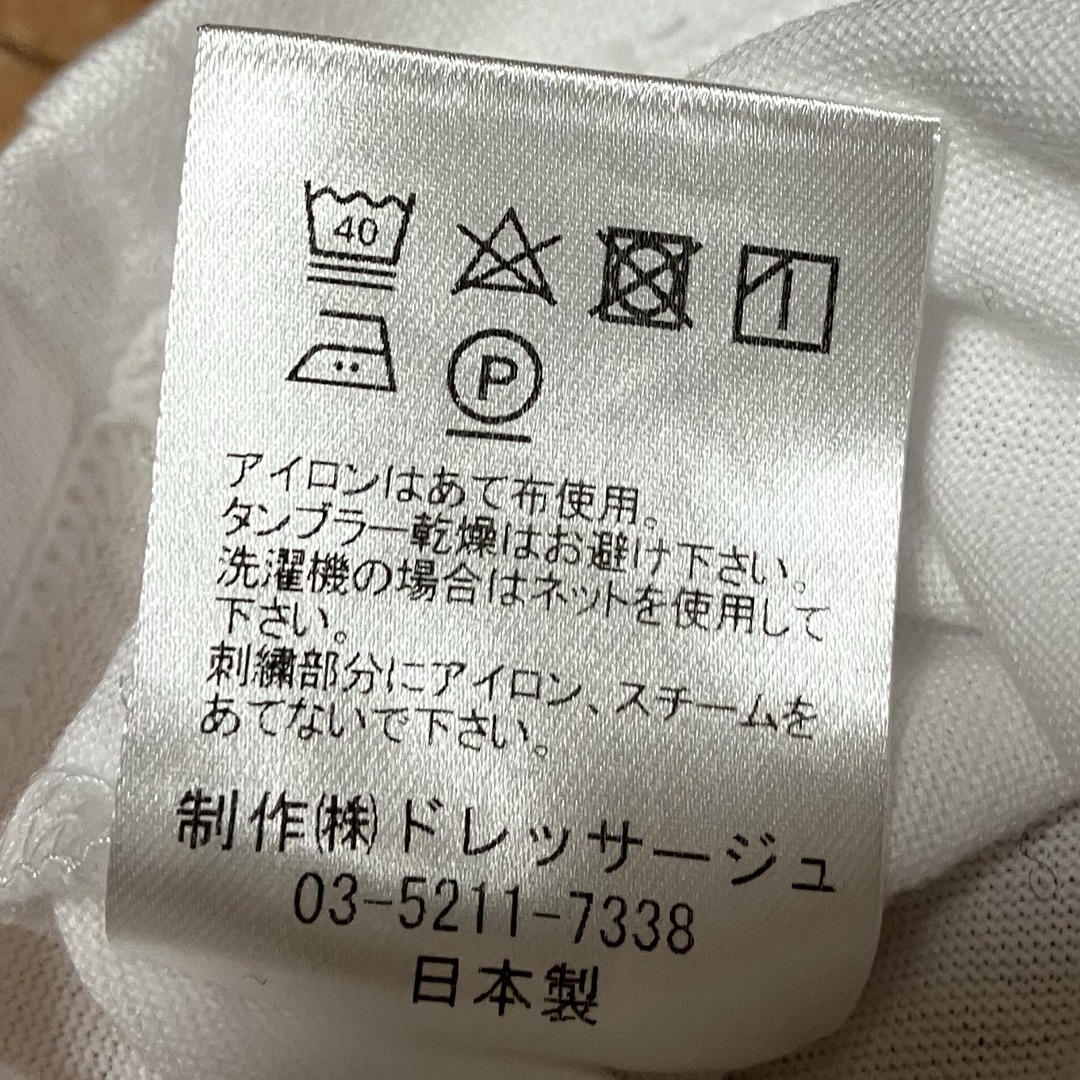 40
P
アイロンはあて布使用。
タンブラー乾燥はお避け下さい。
洗濯機の場合はネットを使用して
下さい。
刺繍部分にアイロン、スチームを
あてないで下さい。
制作(株)ドレッサージュ
03-5211-7338
日本製